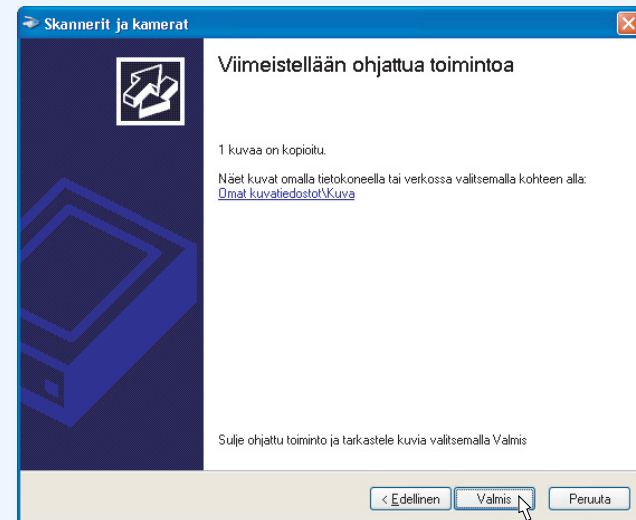 Skannerit ja kamerat
Viimeistellään ohjattua toimintoa
1 kuvaa on kopioitu.
Näet kuvat omalla tietokoneella tai verkossa valitsemalla kohteen alla:
Omat kuvatiedostot\Kuva
Sulje ohjattu toiminto ja tarkastele kuvia valitsemalla Valmis
< Edellinen Valmis Peruuta